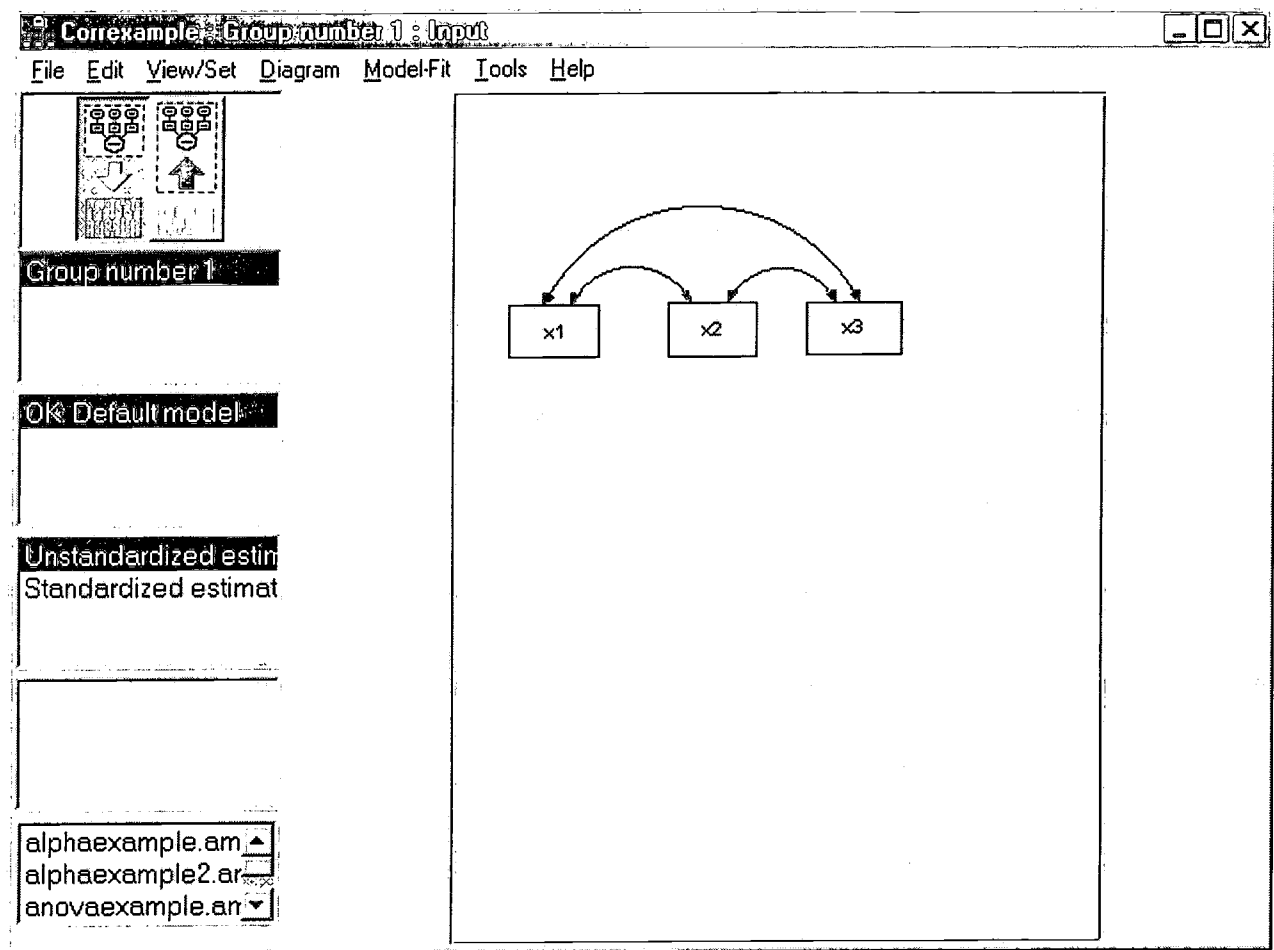 Correxample : Group number 1 : Input
File Edit View/Set Diagram Model-Fit Tools Help
Group number 1
OK: Default model
Unstandardized estim
Standardized estimat
alphaexample.am
alphaexample2.ar
anovaexample.am
x1 x2 x3